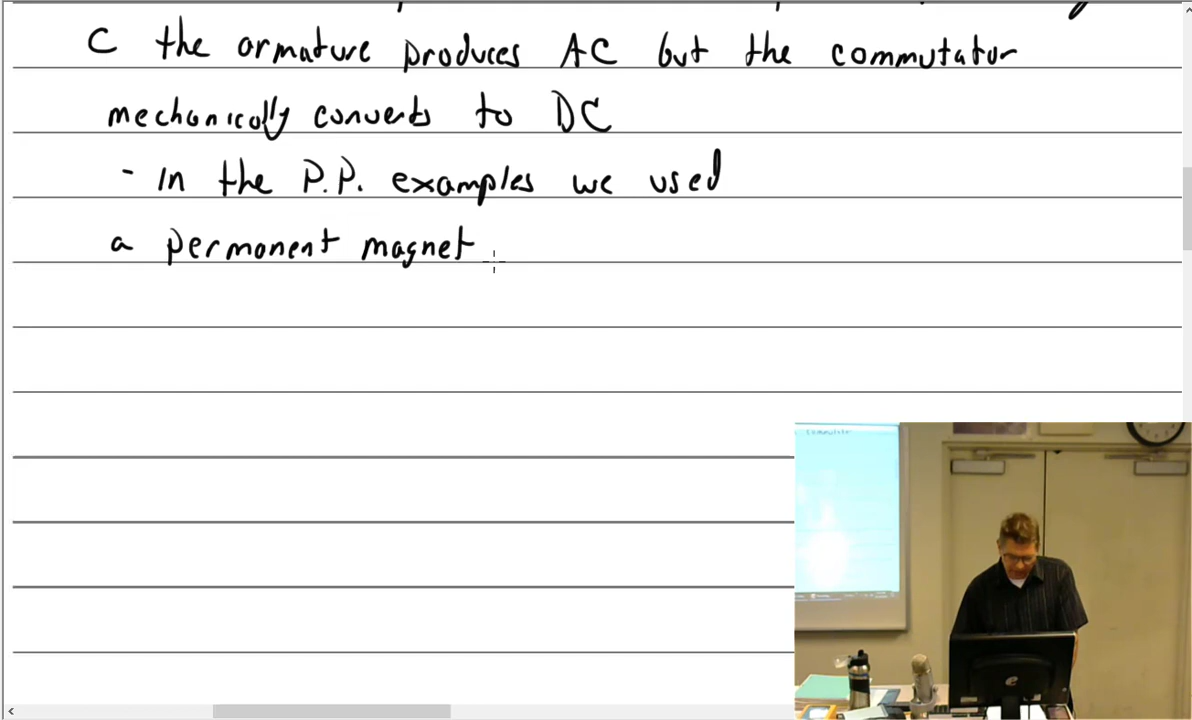 C the armature produces AC but the commutator
mechanically converts to DC
- In the P.P. examples we used
a permanent magnet